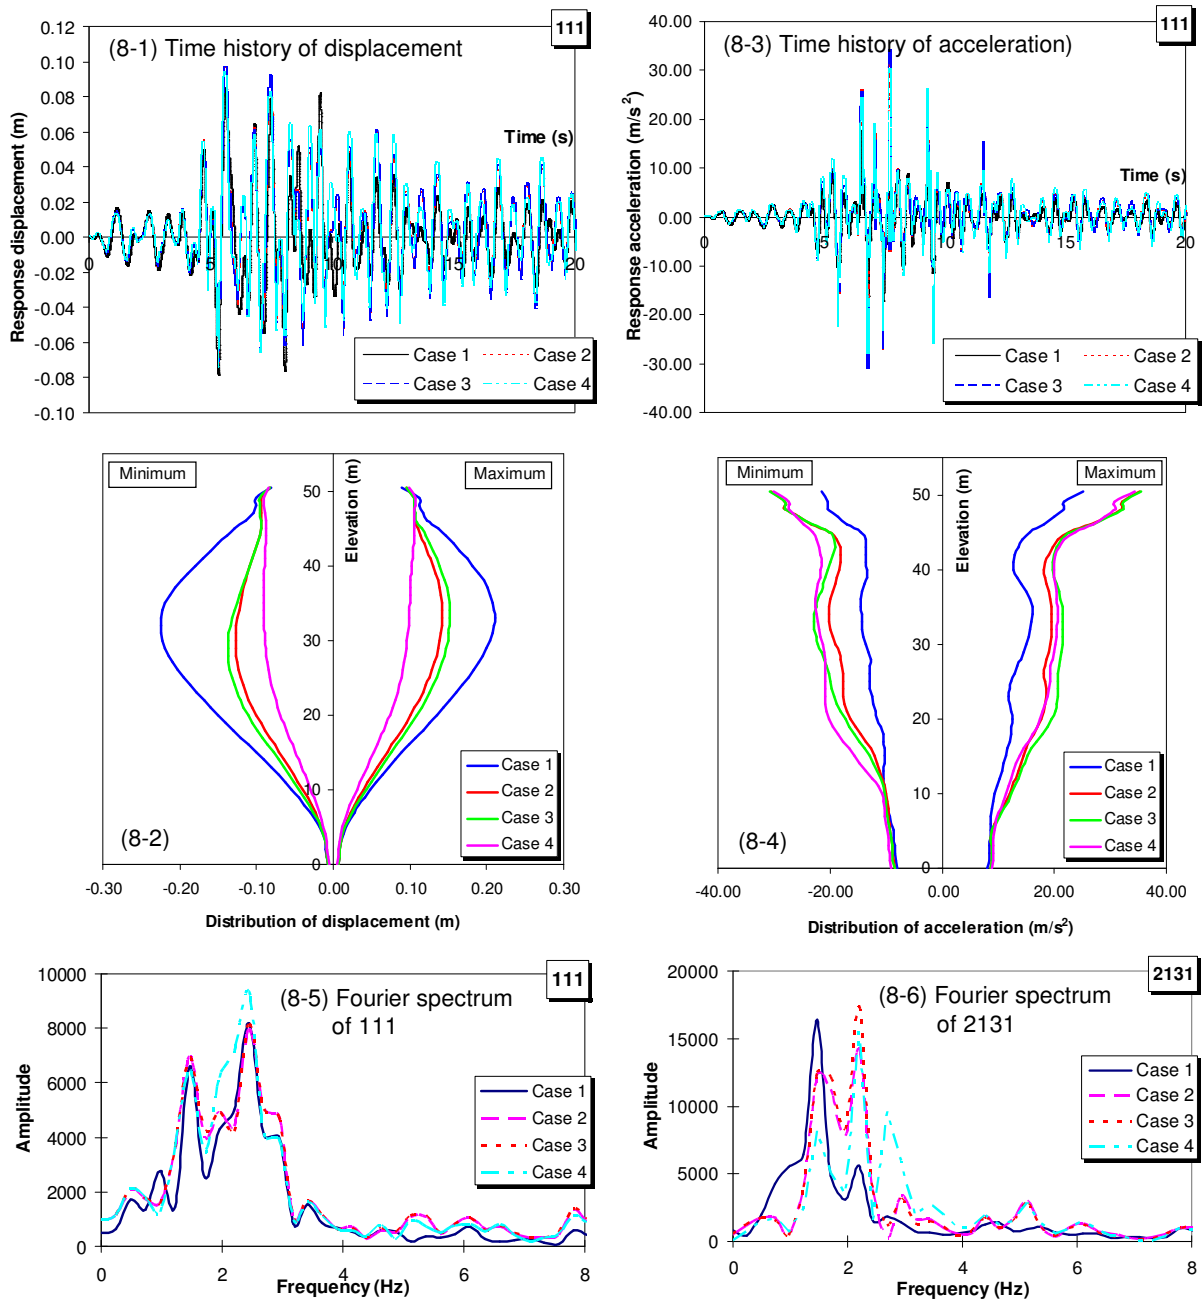 (8-1) Time history of displacement
111
0.12
0.10
0.08
0.06
0.04
0.02
0.00
-0.02
-0.04
-0.06
-0.08
-0.10
Response displacement (m)
Time (s)
0
5
10
15
20
Case 1
Case 2
Case 3
Case 4
(8-3) Time history of acceleration)
111
40.00
30.00
20.00
10.00
0.00
-10.00
-20.00
-30.00
-40.00
Response acceleration (m/s²)
Time (s)
0
5
10
15
20
Case 1
Case 2
Case 3
Case 4
Minimum
Maximum
Elevation (m)
50
40
30
20
10
0
Case 1
Case 2
Case 3
Case 4
(8-2)
-0.30
-0.20
-0.10
0.00
0.10
0.20
0.30
Distribution of displacement (m)
Minimum
Maximum
Elevation (m)
50
40
30
20
10
0
Case 1
Case 2
Case 3
Case 4
(8-4)
-40.00
-20.00
0.00
20.00
40.00
Distribution of acceleration (m/s²)
(8-5) Fourier spectrum
of 111
111
10000
8000
6000
4000
2000
0
Amplitude
Case 1
Case 2
Case 3
Case 4
0
2
4
6
8
Frequency (Hz)
(8-6) Fourier spectrum
of 2131
2131
20000
15000
10000
5000
0
Amplitude
Case 1
Case 2
Case 3
Case 4
0
2
4
6
8
Frequency (Hz)